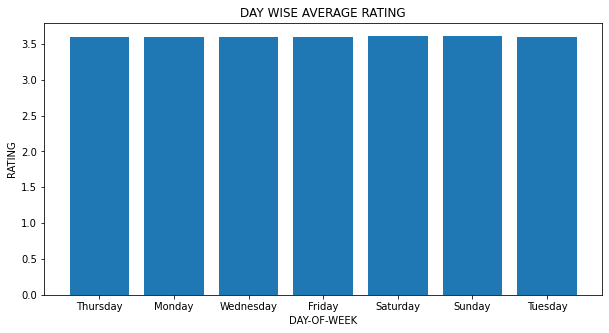 DAY WISE AVERAGE RATING
RATING
3.5
3.0
2.5
2.0
1.5
1.0
0.5
0.0
Thursday Monday Wednesday Friday Saturday Sunday Tuesday
DAY-OF-WEEK